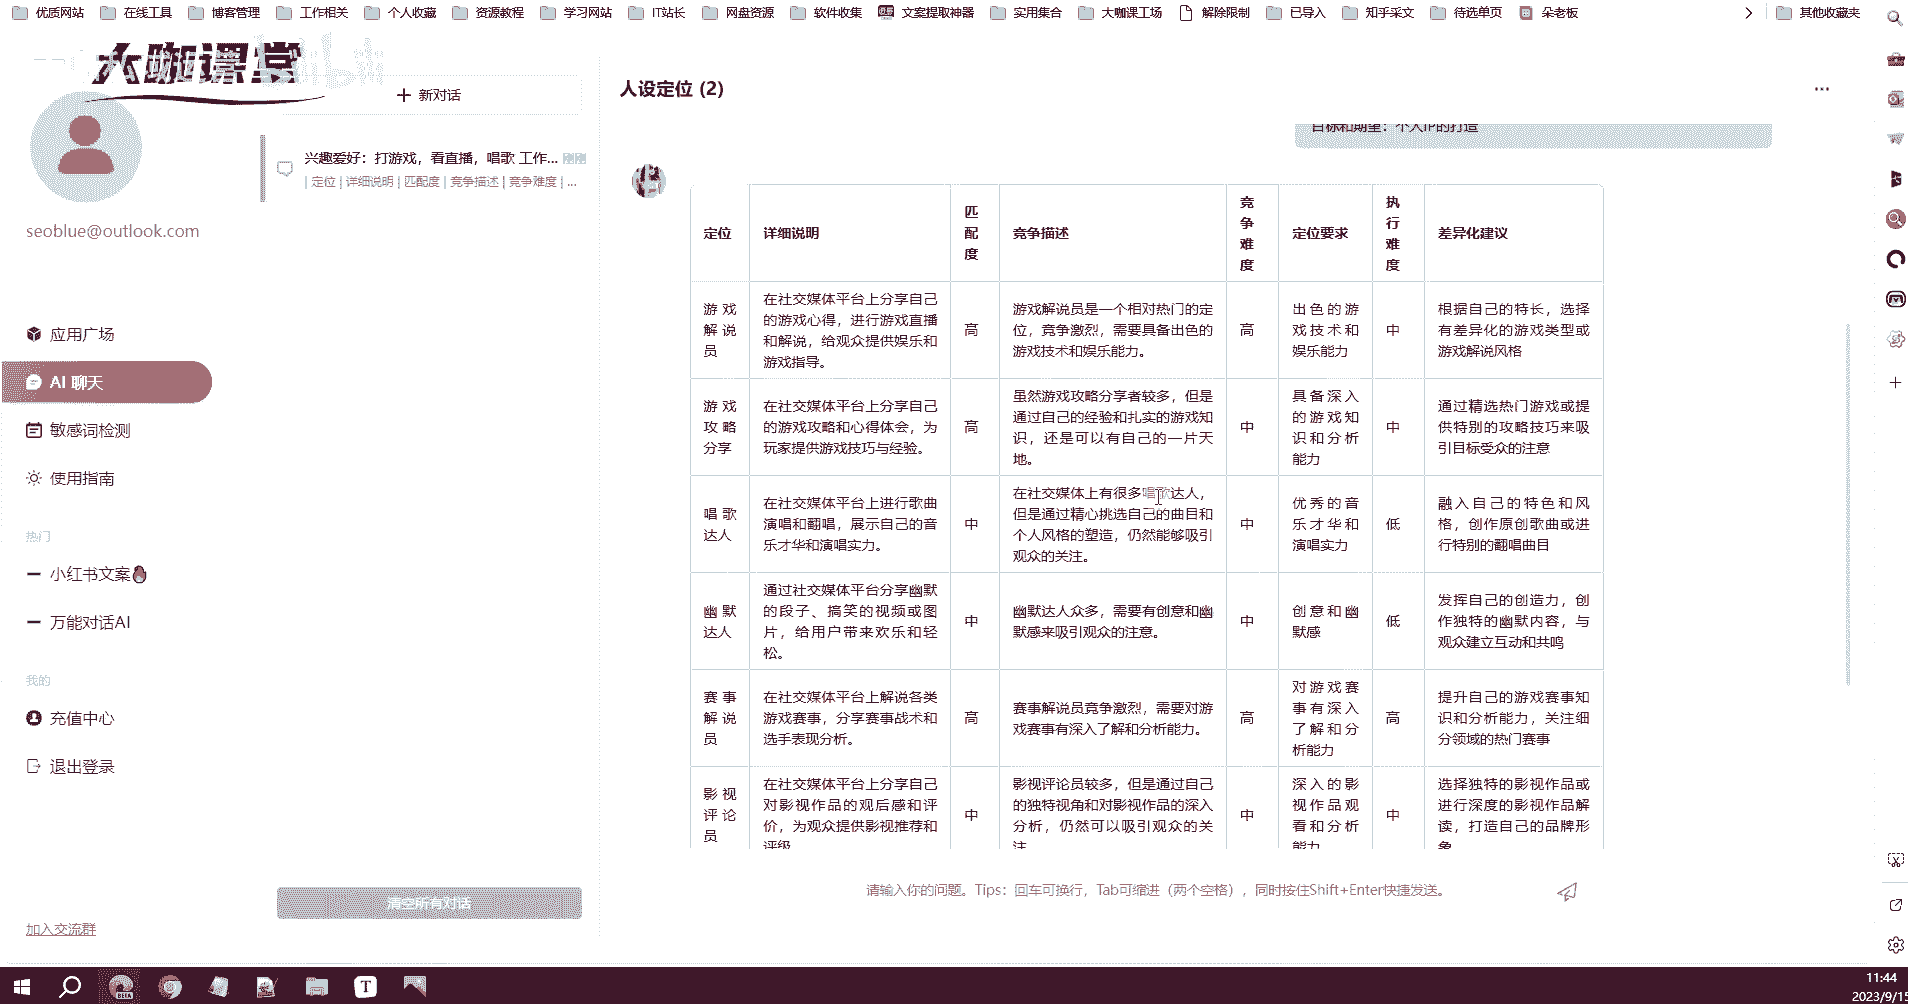 优质网站 在线工具 博客管理 工作相关 个人收藏 资源教程 学习网站 IT站长 网盘资源 软件收集 文案提取神器 实用集合 大咖课工场 解除限制 已导入 知乎采文 待选单页 朵老板 其他收藏夹
大咖课堂
seoblue@outlook.com
应用广场
AI 聊天
敏感词检测
使用指南
热门
小红书文案
万能对话AI
我的
充值中心
退出登录
加入交流群
新对话
兴趣爱好：打游戏，看直播，唱歌 工作...
| 定位 | 详细说明 | 匹配度 | 竞争描述 | 竞争难度 | ...
清空所有对话
人设定位 (2)
目标和期望：个人IP的打造
定位 详细说明 匹配度 竞争描述 竞争难度 定位要求 执行难度 差异化建议
游戏解说员 在社交媒体平台上分享自己的游戏心得，进行游戏直播和解说，给观众提供娱乐和游戏指导。 高 游戏解说员是一个相对热门的定位，竞争激烈，需要具备出色的游戏技术和娱乐能力。 高 出色的游戏技术和娱乐能力 中 根据自己的特长，选择有差异化的游戏类型或游戏解说风格
游戏攻略分享 在社交媒体平台上分享自己的游戏攻略和心得体会，为玩家提供游戏技巧与经验。 高 虽然游戏攻略分享者较多，但是通过自己的经验和扎实的游戏知识，还是可以有自己的一片天地。 中 具备深入的游戏知识和分析能力 中 通过精选热门游戏或提供特别的攻略技巧来吸引目标受众的注意
唱歌达人 在社交媒体平台上进行歌曲演唱和翻唱，展示自己的音乐才华和演唱实力。 中 在社交媒体上有很多唱歌达人，但是通过精心挑选自己的曲目和个人风格的塑造，仍然能够吸引观众的关注。 中 优秀的音乐才华和演唱实力 低 融入自己的特色和风格，创作原创歌曲或进行特别的翻唱曲目
幽默达人 通过社交媒体平台分享幽默的段子、搞笑的视频或图片，给用户带来欢乐和轻松。 中 幽默达人众多，需要有创意和幽默感来吸引观众的注意。 中 创意和幽默感 低 发挥自己的创造力，创作独特的幽默内容，与观众建立互动和共鸣
赛事解说员 在社交媒体平台上解说各类游戏赛事，分享赛事战术和选手表现分析。 高 赛事解说员竞争激烈，需要对游戏赛事有深入了解和分析能力。 高 对游戏赛事有深入了解和分析能力 高 提升自己的游戏赛事知识和分析能力，关注细分领域的热门赛事
影视评论员 在社交媒体平台上分享自己对影视作品的观后感和评价，为观众提供影视推荐和评级 中 影视评论员较多，但是通过自己的独特视角和对影视作品的深入分析，仍然可以吸引观众的关注 中 深入的影视作品观看和分析能力 中 选择独特的影视作品或进行深度的影视作品解读，打造自己的品牌形象
请输入你的问题。Tips：回车可换行，Tab可缩进（两个空格），同时按住Shift+Enter快捷发送。
11:44
2023/9/15